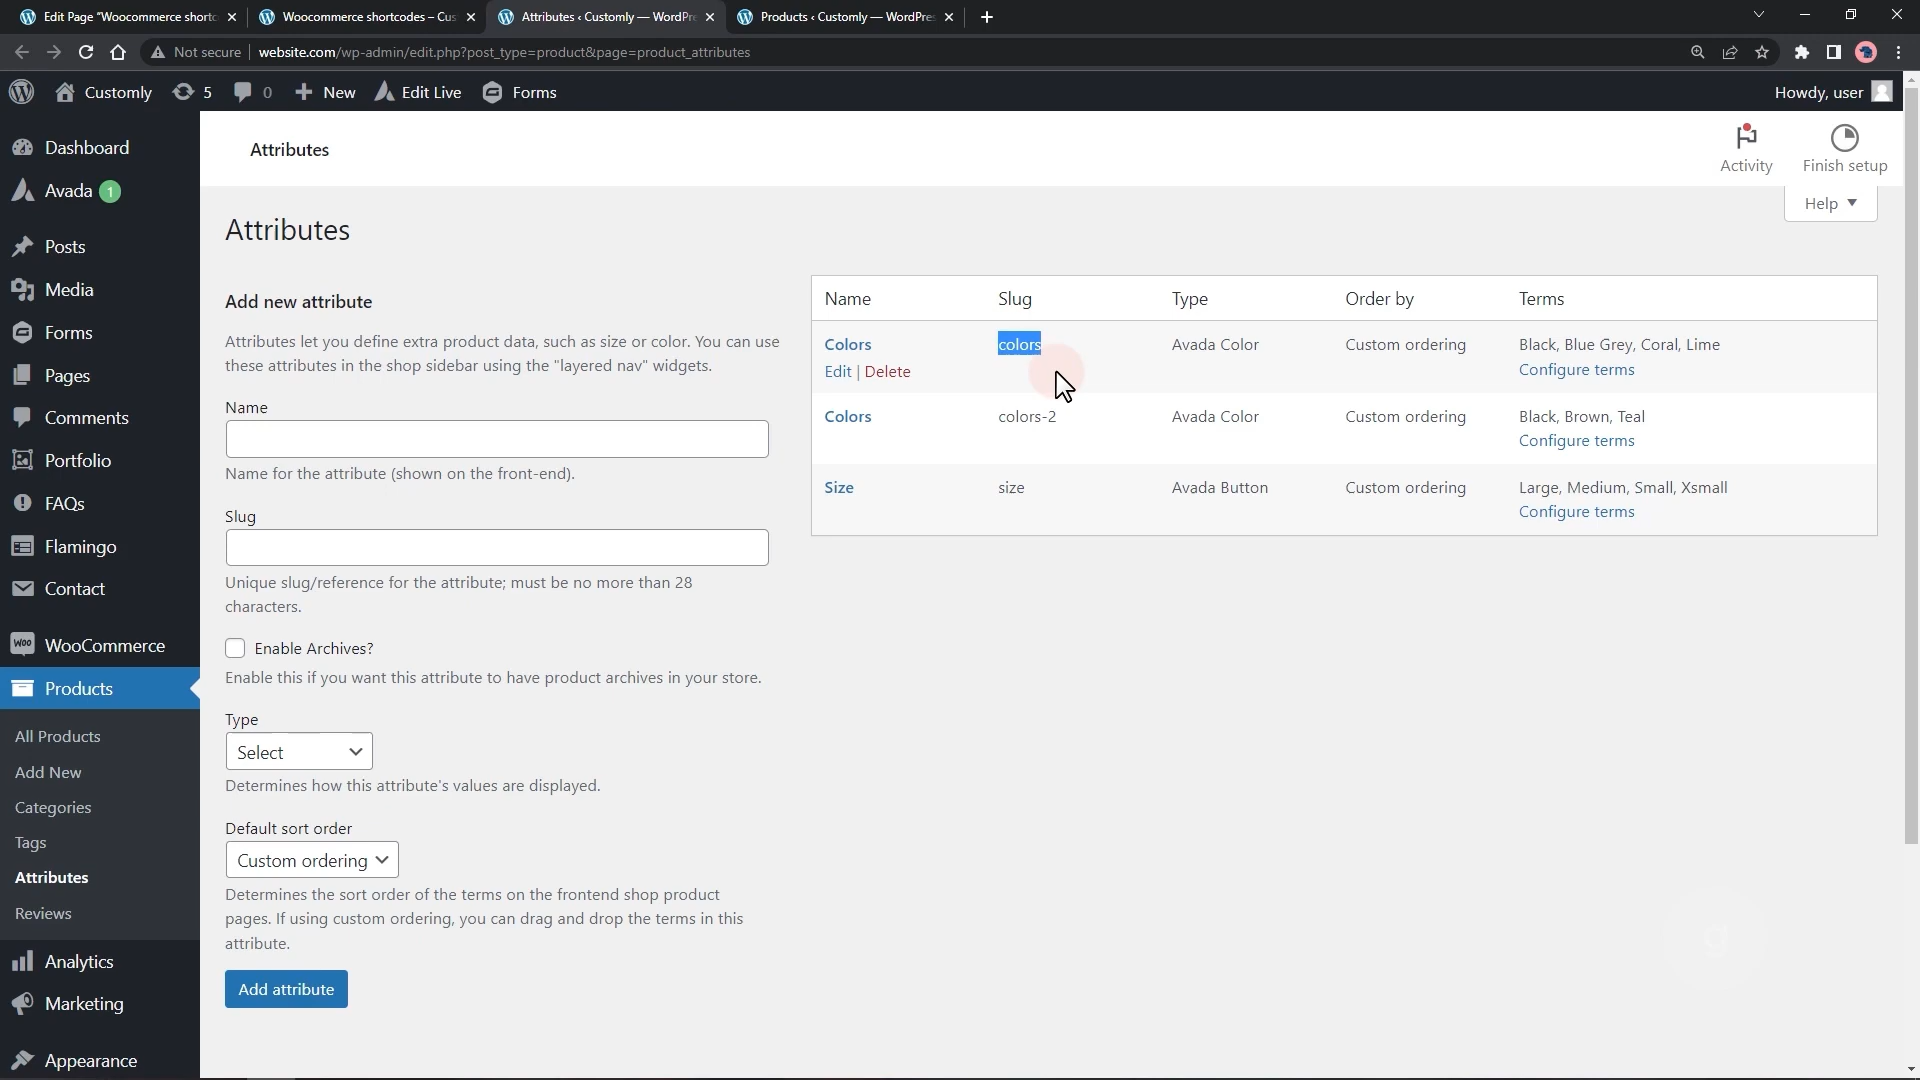 Edit Page "Woocommerce shortc
Woocommerce shortcodes – Cus
Attributes ‹ Customly — WordPre
Products ‹ Customly — WordPres
Not secure
website.com/wp-admin/edit.php?post_type=product&page=product_attributes
Customly
5
0
New
Edit Live
Forms
Howdy, user
Dashboard
Avada 1
Posts
Media
Forms
Pages
Comments
Portfolio
FAQs
Flamingo
Contact
WooCommerce
Products
All Products
Add New
Categories
Tags
Attributes
Reviews
Analytics
Marketing
Appearance
Attributes
Activity
Finish setup
Help
Attributes
Add new attribute
Attributes let you define extra product data, such as size or color. You can use
these attributes in the shop sidebar using the "layered nav" widgets.
Name
Name for the attribute (shown on the front-end).
Slug
Unique slug/reference for the attribute; must be no more than 28
characters.
Enable Archives?
Enable this if you want this attribute to have product archives in your store.
Type
Select
Determines how this attribute's values are displayed.
Default sort order
Custom ordering
Determines the sort order of the terms on the frontend shop product
pages. If using custom ordering, you can drag and drop the terms in this
attribute.
Add attribute
Name Slug Type Order by Terms
Colors colors Avada Color Custom ordering Black, Blue Grey, Coral, Lime
Edit | Delete Configure terms
Colors colors-2 Avada Color Custom ordering Black, Brown, Teal
Configure terms
Size size Avada Button Custom ordering Large, Medium, Small, Xsmall
Configure terms